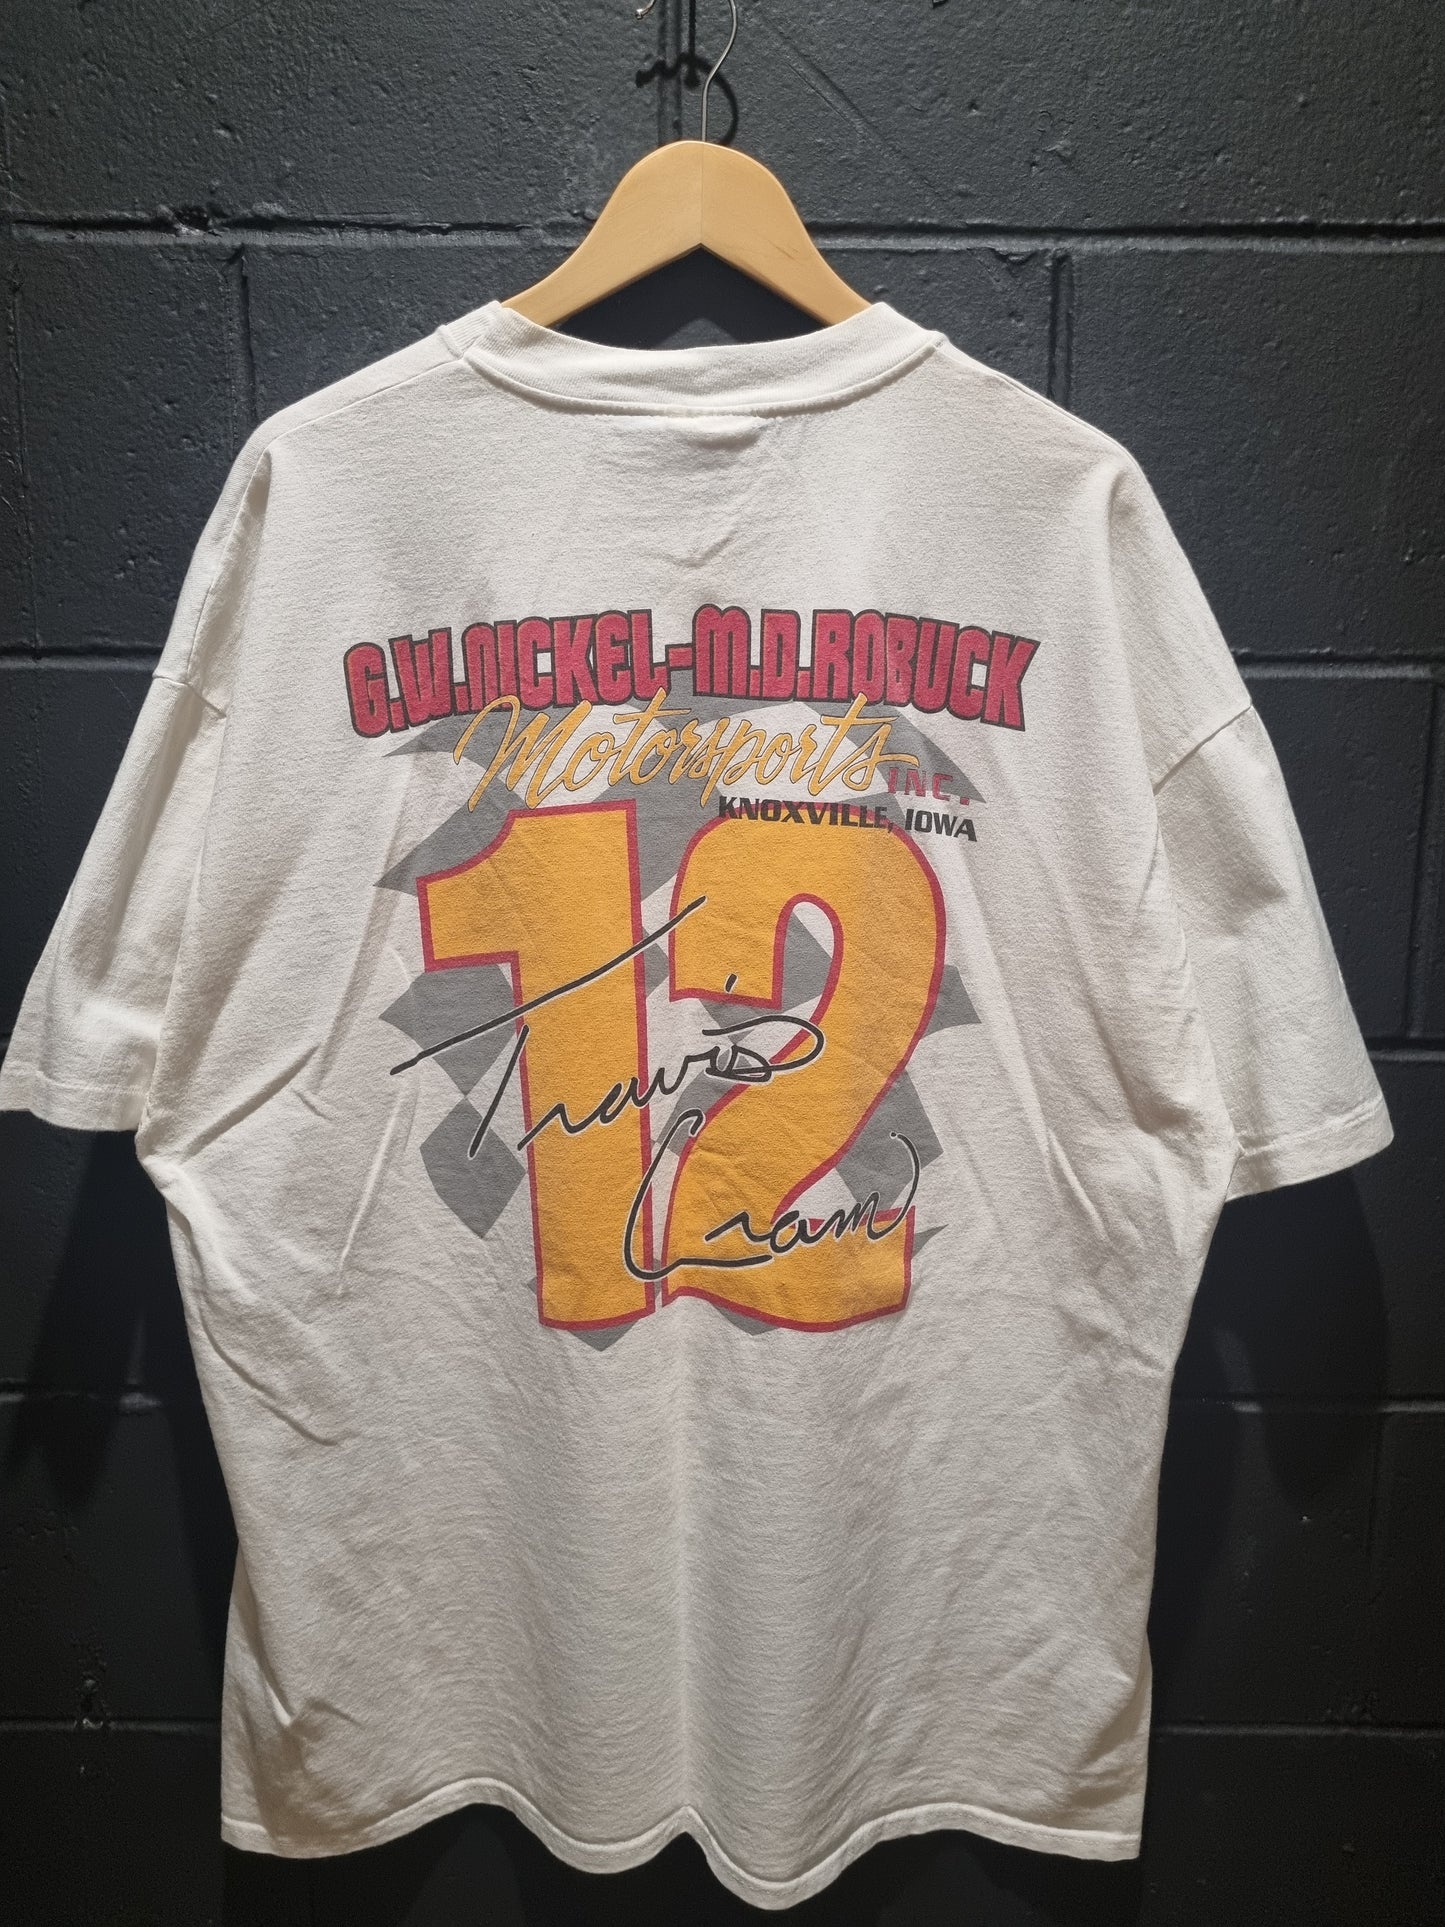 G.W.NICKEL-M.D.ROBUCK
Motorsports INC.
KNOXVILLE, IOWA
12
Travis
Cram